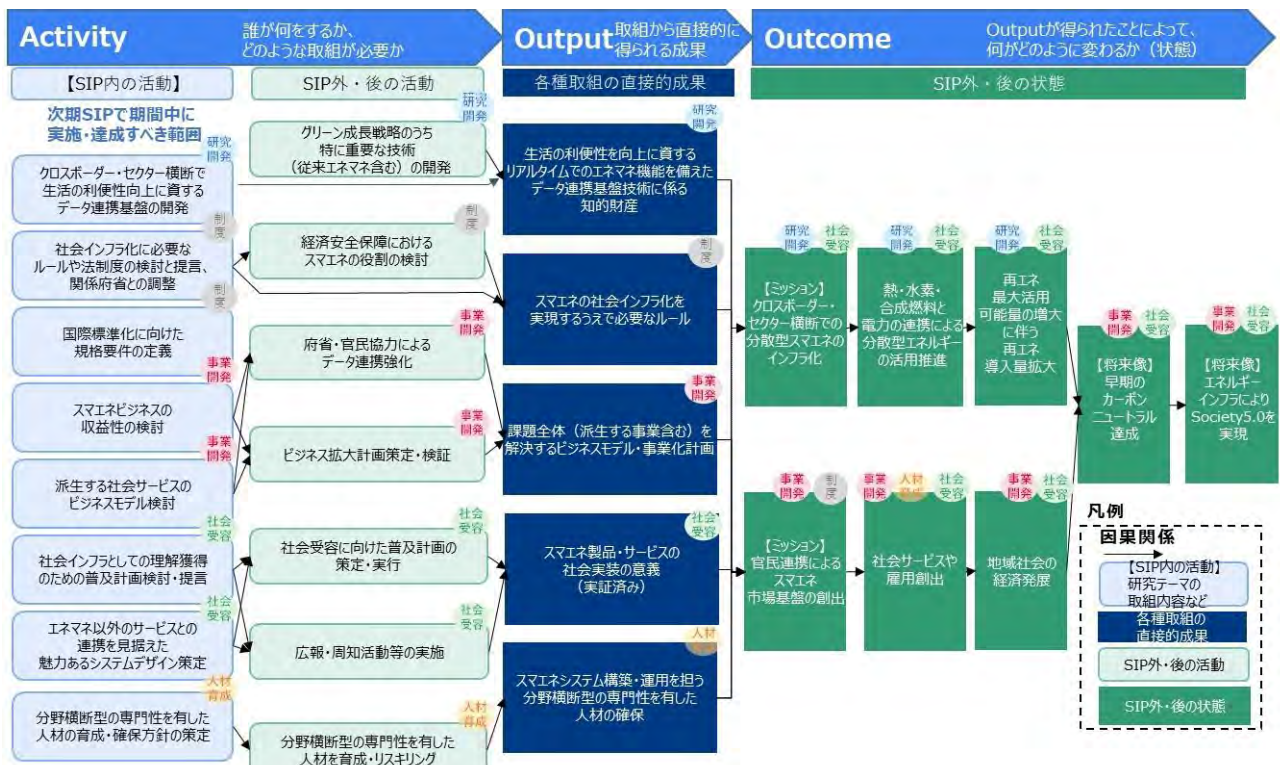 Activity
誰が何をするか、
どのような取組が必要か
Output
取組から直接的に
得られる成果
Outcome
Outputが得られたことによって、
何がどのように変わるか（状態）
【SIP内の活動】
SIP外・後の活動
各種取組の直接的成果
SIP外・後の状態
次期SIPで期間中に
実施・達成すべき範囲
研究
開発
クロスボーダー・セクター横断で
生活の利便性向上に資する
データ連携基盤の開発
制
度
社会インフラ化に必要な
ルールや法制度の検討と提言、
関係府省との調整
制
度
国際標準化に向けた
規格要件の定義
事業
開発
スマエネビジネスの
収益性の検討
事業
開発
派生する社会サービスの
ビジネスモデル検討
社会
受容
社会インフラとしての理解獲得
のための普及計画検討・提言
社会
受容
エネマネ以外のサービスとの
連携を見据えた
魅力あるシステムデザイン策定
人材
育成
分野横断型の専門性を有した
人材の育成・確保方針の策定
研究
開発
グリーン成長戦略のうち
特に重要な技術
（従来エネマネ含む）の開発
制
度
経済安全保障における
スマエネの役割の検討
事業
開発
府省・官民協力による
データ連携強化
事業
開発
ビジネス拡大計画策定・検証
社会
受容
社会受容に向けた普及計画の
策定・実行
社会
受容
広報・周知活動等の実施
人材
育成
分野横断型の専門性を有した
人材を育成・リスキリング
研究
開発
生活の利便性を向上に資する
リアルタイムでのエネマネ機能を備えた
データ連携基盤技術に係る
知的財産
制
度
スマエネの社会インフラ化を
実現するうえで必要なルール
事業
開発
課題全体（派生する事業含む）を
解決するビジネスモデル・事業化計画
社会
受容
スマエネ製品・サービスの
社会実装の意義
（実証済み）
人材
スマエネシステム構築・運用を担う
分野横断型の専門性を有した
人材の確保
研究
開発
社会
受容
【ミッション】
クロスボーダー・
セクター横断での
分散型スマエネの
インフラ化
研究
開発
社会
受容
熱・水素・
合成燃料と
電力の連携による
分散型エネルギー
の活用推進
研究
開発
社会
受容
再エネ
最大活用
可能量の増大
に伴う
再エネ
導入量拡大
事業
開発
社会
受容
【将来像】
早期の
カーボン
ニュートラル
達成
事業
開発
社会
受容
【将来像】
エネルギー
インフラにより
Society5.0を
実現
事業
開発
制
度
【ミッション】
官民連携による
スマエネ
市場基盤の創出
事業
開発
人材
育成
社会
受容
社会サービスや
雇用創出
事業
開発
社会
受容
地域社会の
経済発展
凡例
因果関係
【SIP内の活動】
研究テーマの
取組内容など
各種取組の
直接的成果
SIP外・後の活動
SIP外・後の状態